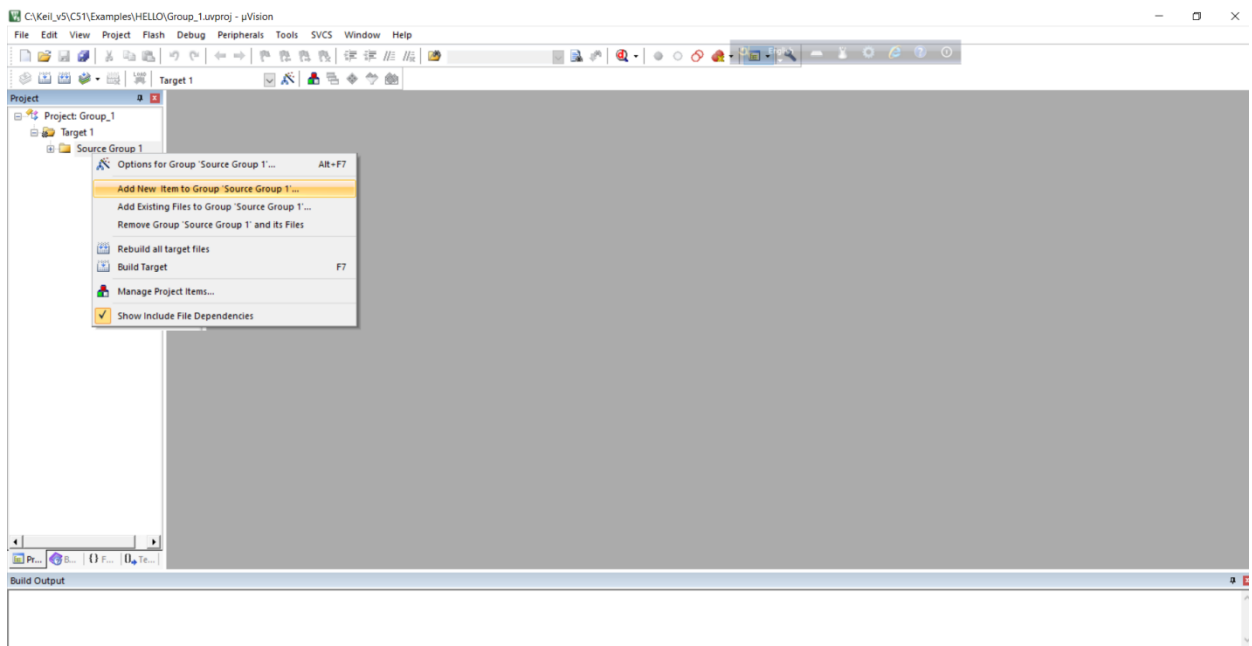 C:\Keil_v5\C51\Examples\HELLO\Group_1.uvproj - µVision
File Edit View Project Flash Debug Peripherals Tools SVCS Window Help
Target 1
Project
Project: Group_1
Target 1
Source Group 1
Options for Group 'Source Group 1'... Alt+F7
Add New Item to Group 'Source Group 1'...
Add Existing Files to Group 'Source Group 1'...
Remove Group 'Source Group 1' and its Files
Rebuild all target files
Build Target F7
Manage Project Items...
Show Include File Dependencies
Pr... B... {} F... 0 Te...
Build Output